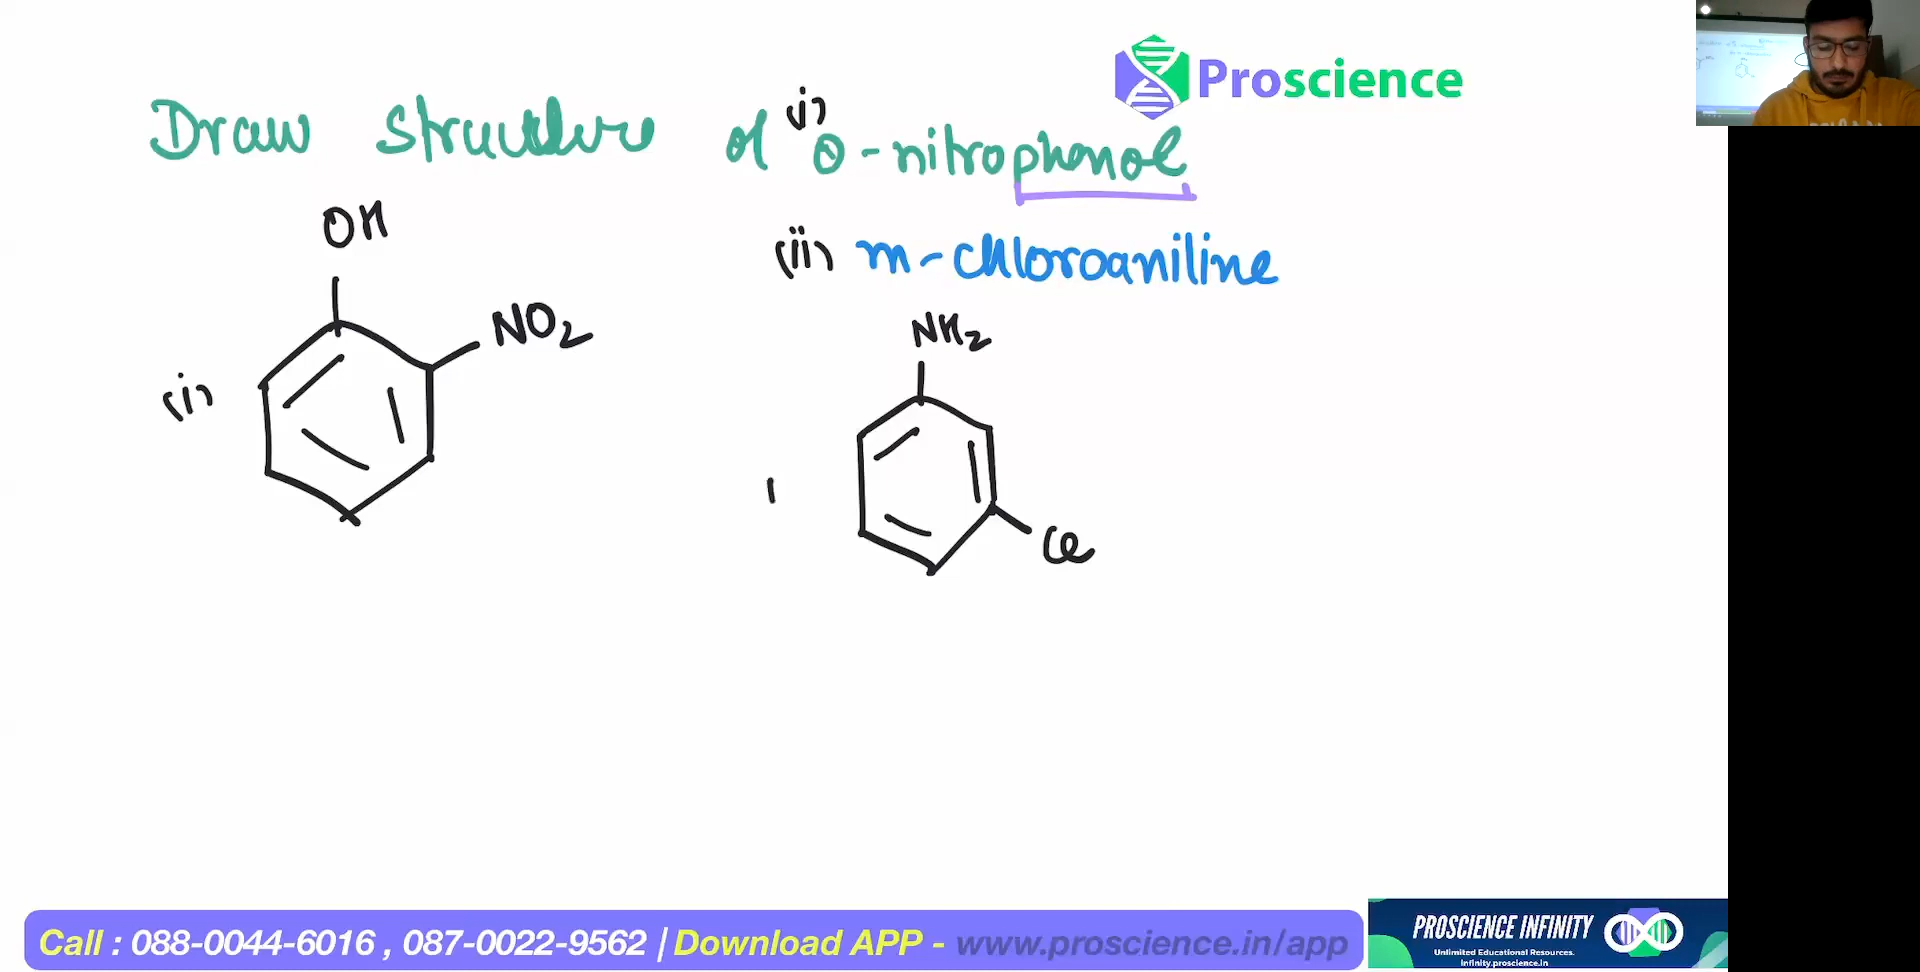 Proscience
Draw structure of (i) o-nitrophenol
OH
(ii) m-chloroaniline
NO2
NH2
(i)
Cl
Call : 088-0044-6016 , 087-0022-9562 | Download APP - www.proscience.in/app
PROSCIENCE INFINITY
Unlimited Educational Resources.
infinity.proscience.in